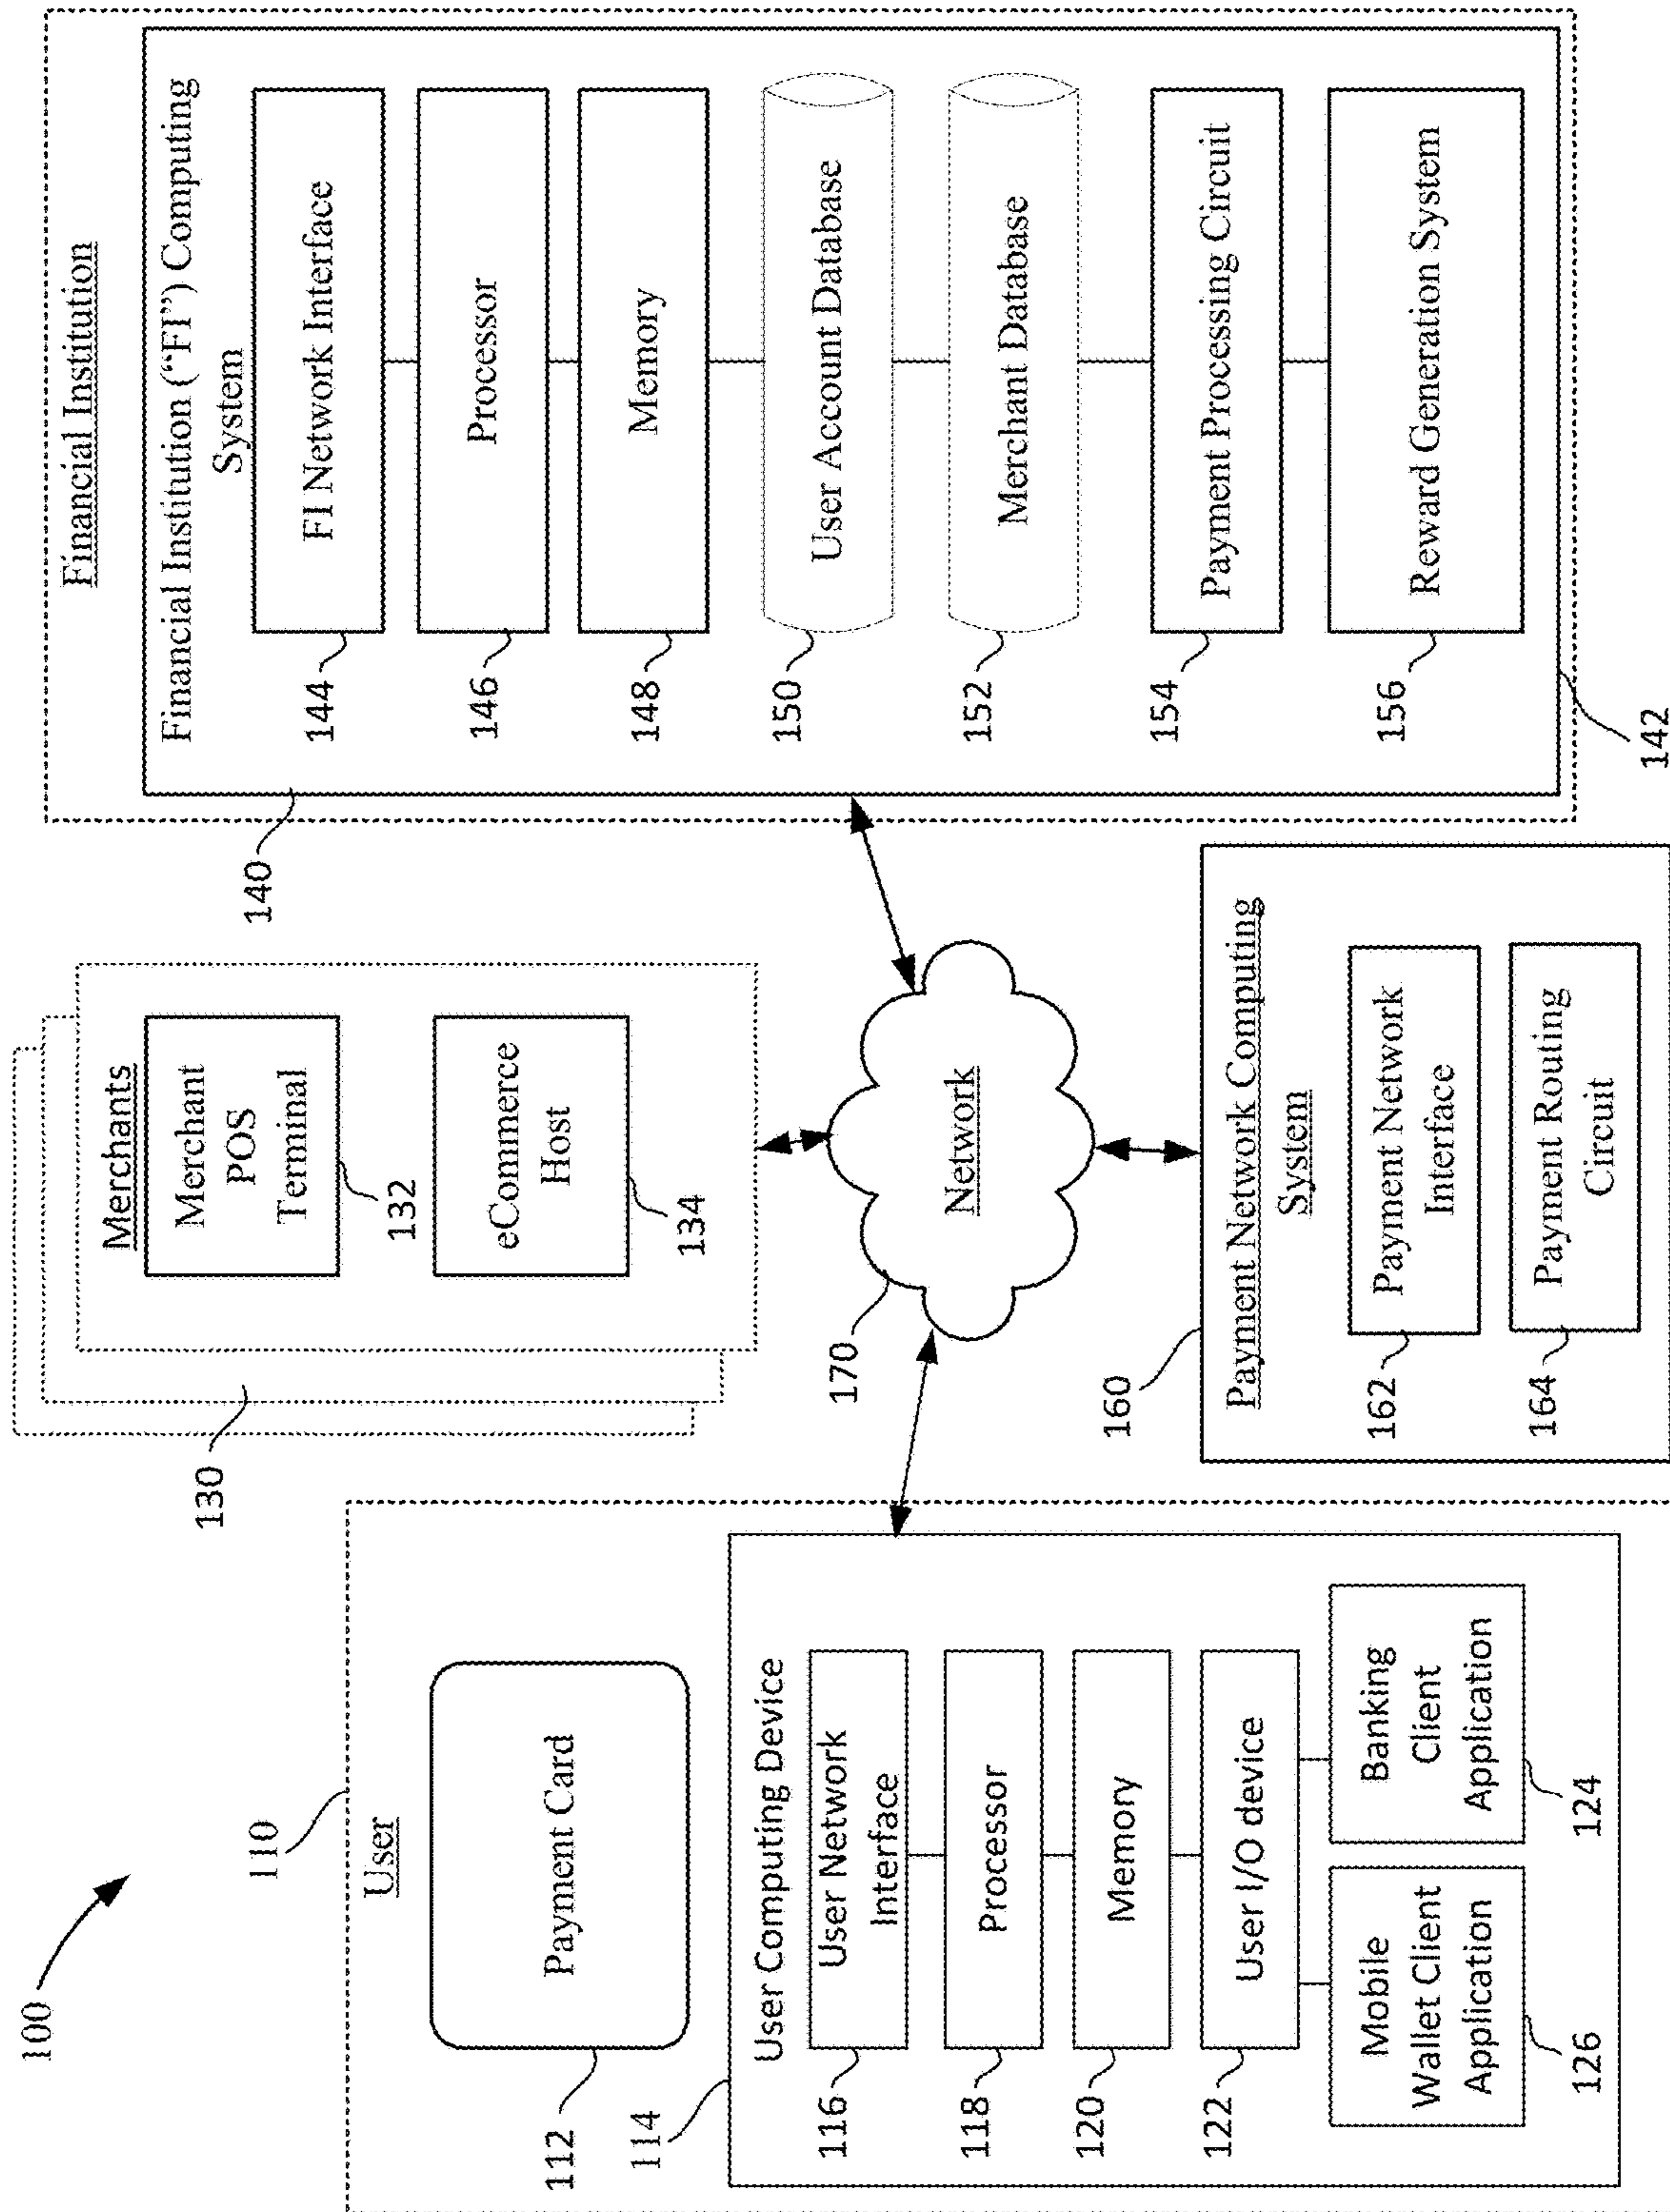 100
110
User
Payment Card
112
114
User Computing Device
User Network
Interface
116
Processor
118
Memory
120
User I/O device
122
Mobile
Wallet Client
Application
126
Banking
Client
Application
124
130
Merchants
Merchant
POS
Terminal
132
eCommerce
Host
134
Network
170
160
Payment Network Computing
System
Payment Network
Interface
162
Payment Routing
Circuit
164
Financial Institution
140
Financial Institution (“FI”) Computing
System
FI Network Interface
144
Processor
146
Memory
148
User Account Database
150
Merchant Database
152
Payment Processing Circuit
154
Reward Generation System
156
142